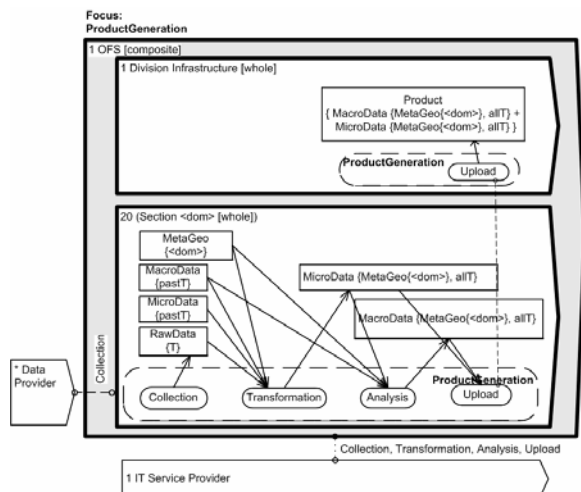 Focus:
ProductGeneration
1 OFS [composite]
1 Division Infrastructure [whole]
Product
{ MacroData {MetaGeo{<dom>}, allT} +
MicroData {MetaGeo{<dom>}, allT} }
ProductGeneration
Upload
20 (Section <dom> [whole])
MetaGeo
{<dom>}
MacroData
{pastT}
MicroData
{pastT}
RawData
{T}
MicroData {MetaGeo{<dom>}, allT}
MacroData {MetaGeo{<dom>}, allT}
ProductGeneration
Collection
Transformation
Analysis
Upload
* Data
Provider
Collection
Collection, Transformation, Analysis, Upload
1 IT Service Provider